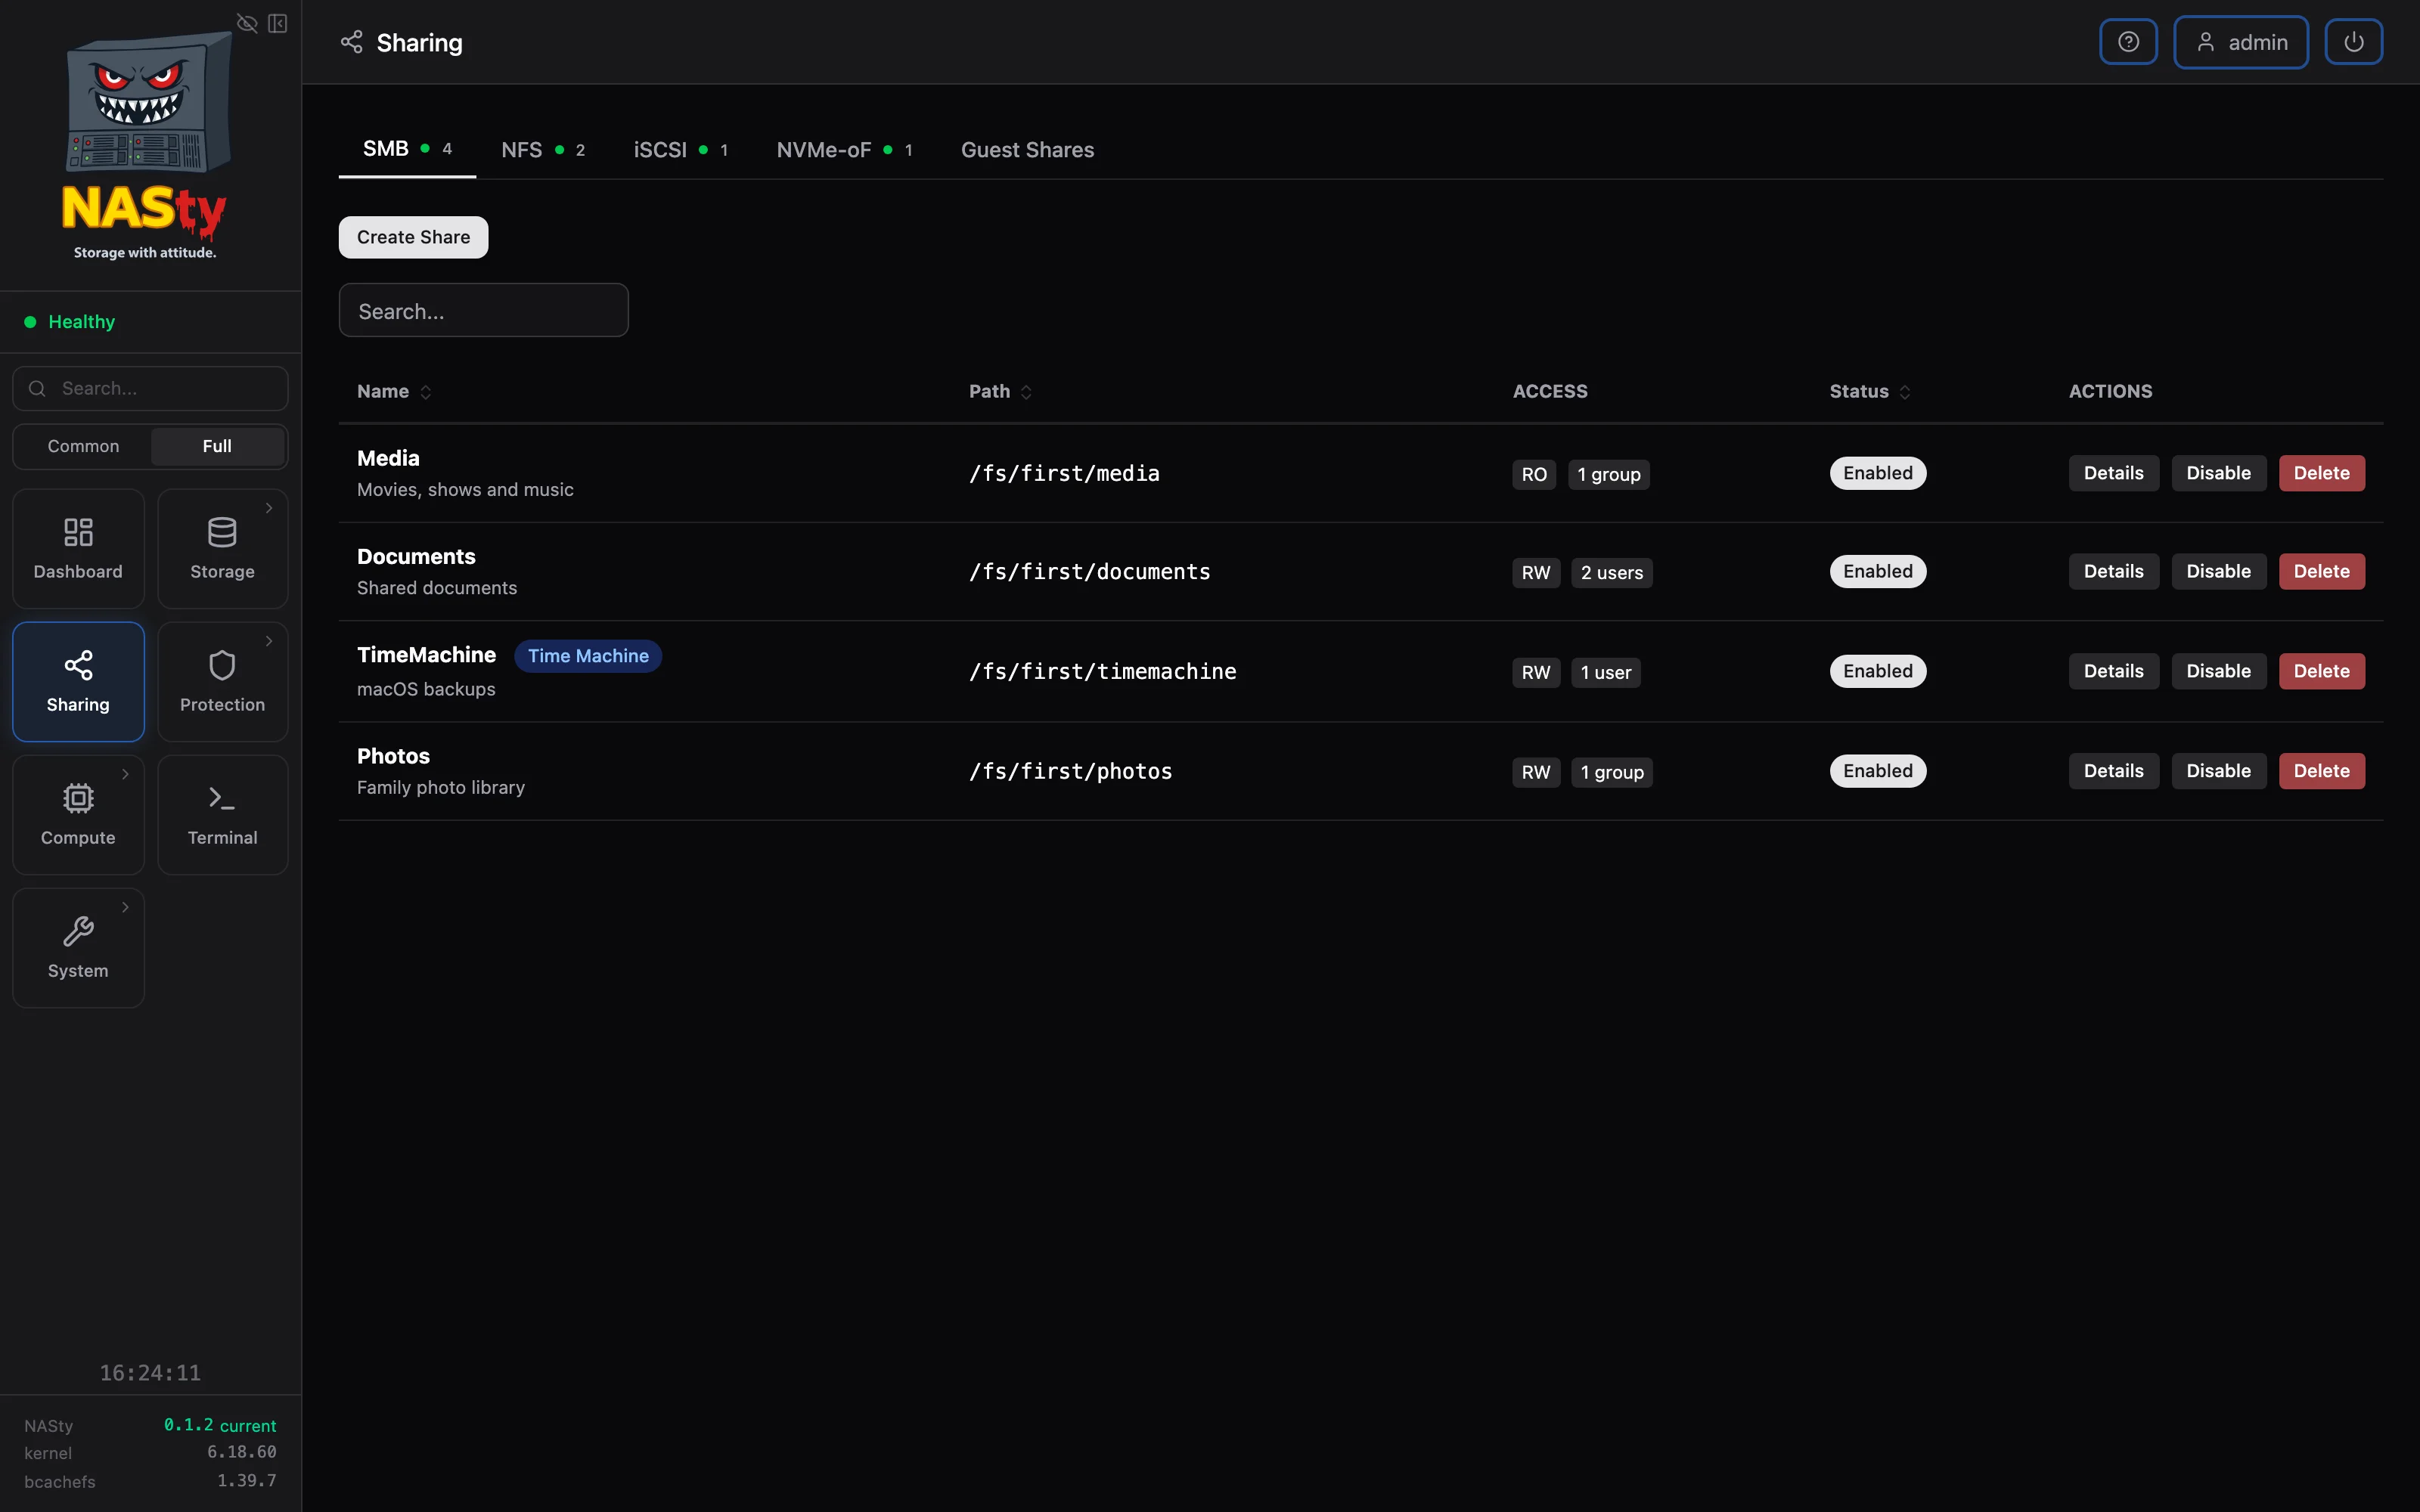 NASty
Storage with attitude.
Healthy
Search...
Common Full
Dashboard Storage
Sharing Protection
Compute Terminal
System
16:24:11
NASty 0.1.2 current
kernel 6.18.60
bcachefs 1.39.7
Sharing
admin
SMB 4 NFS 2 iSCSI 1 NVMe-oF 1 Guest Shares
Create Share
Search...
Name Path ACCESS Status ACTIONS
Media
Movies, shows and music
/fs/first/media RO 1 group Enabled Details Disable Delete
Documents
Shared documents
/fs/first/documents RW 2 users Enabled Details Disable Delete
TimeMachine Time Machine
macOS backups
/fs/first/timemachine RW 1 user Enabled Details Disable Delete
Photos
Family photo library
/fs/first/photos RW 1 group Enabled Details Disable Delete